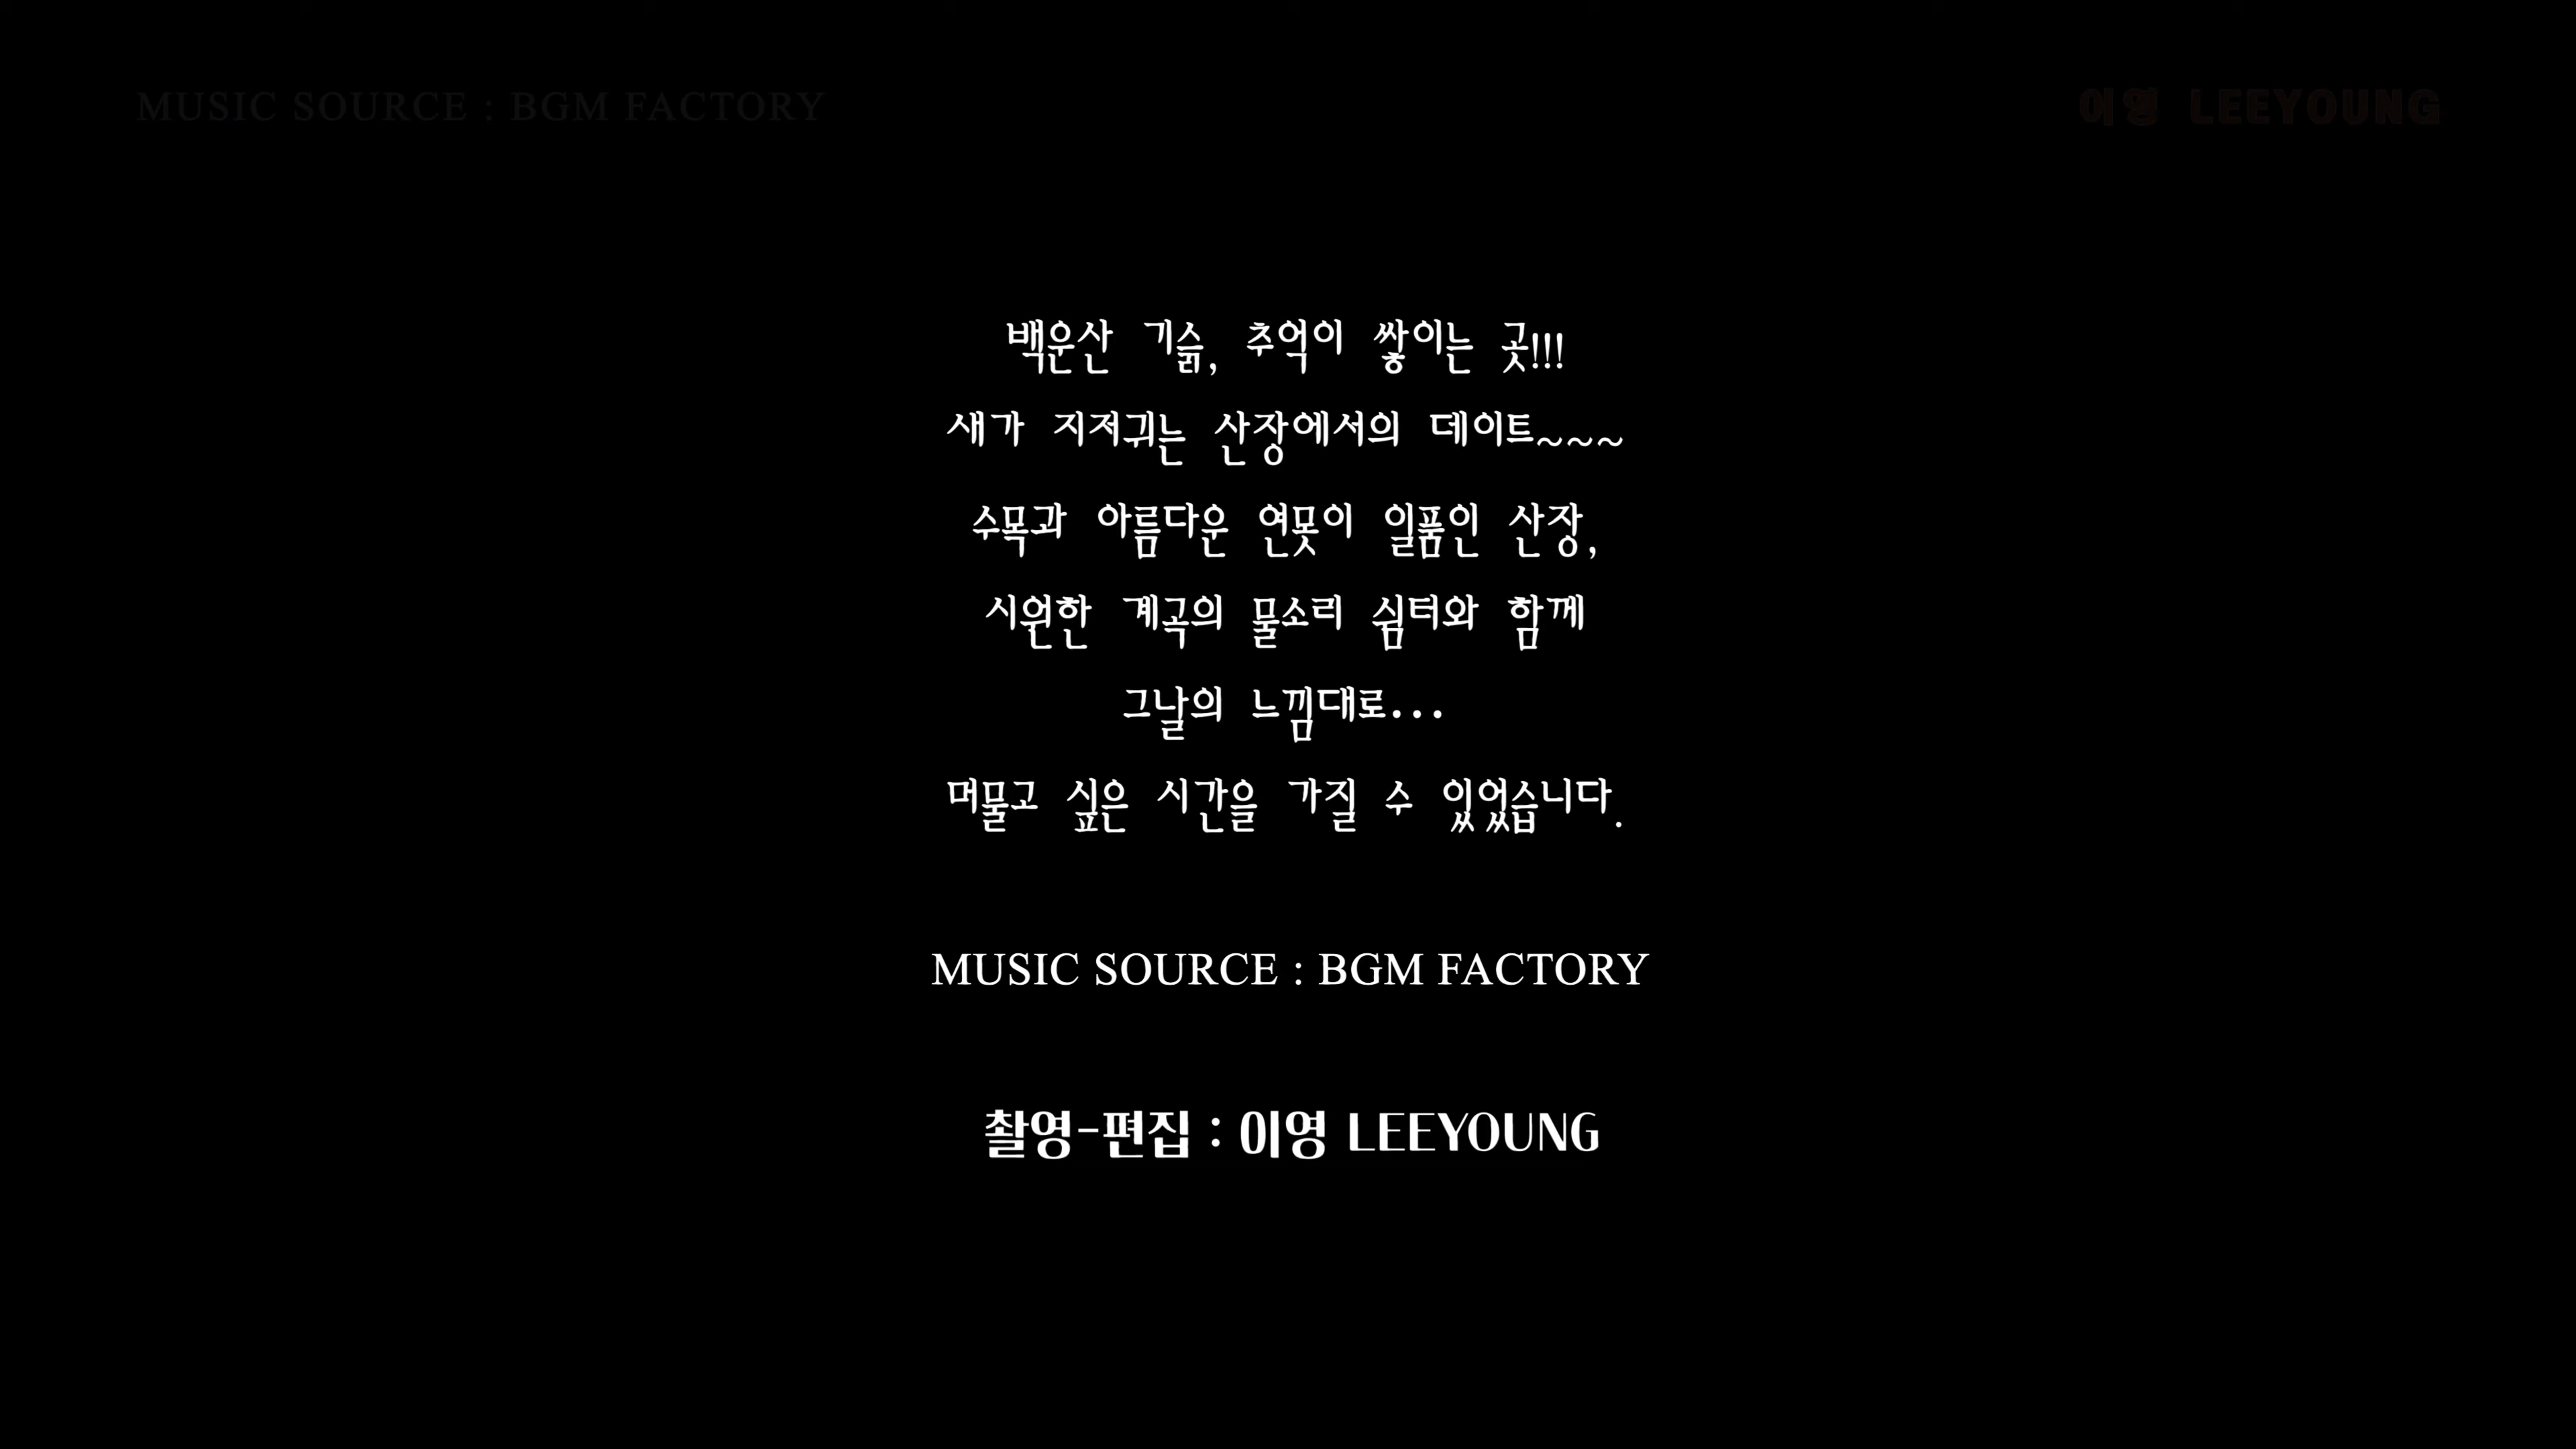 MUSIC SOURCE : BGM FACTORY
이영 LEEYOUNG
백운산 기슭, 추억이 쌓이는 곳!!!
새가 지저귀는 산장에서의 데이트~~~
수목과 아름다운 연못이 일품인 산장,
시원한 계곡의 물소리 쉼터와 함께
그날의 느낌대로...
머물고 싶은 시간을 가질 수 있었습니다.
MUSIC SOURCE : BGM FACTORY
촬영-편집 : 이영 LEEYOUNG